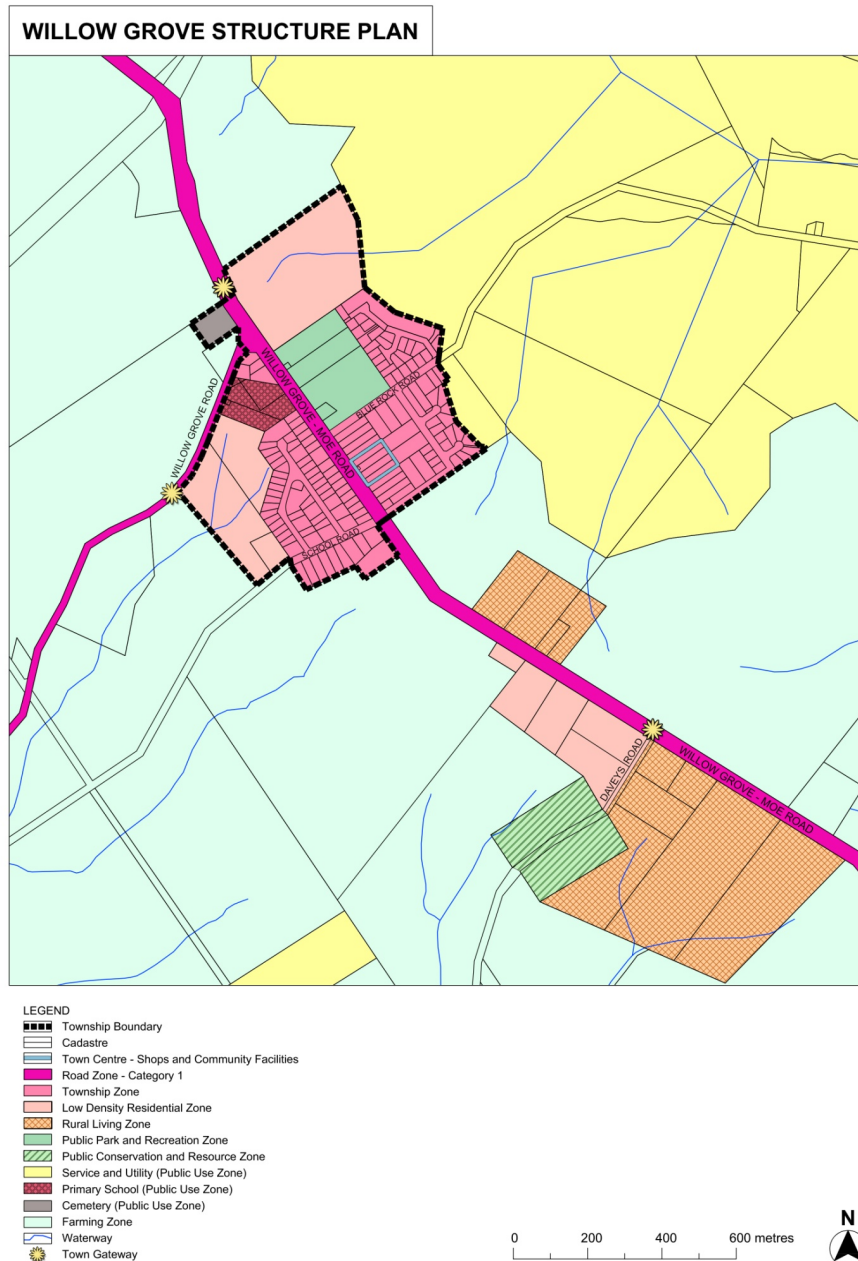 WILLOW GROVE STRUCTURE PLAN
WILLOW GROVE ROAD
WILLOW GROVE - MOE ROAD
BLUE ROCK ROAD
SCHOOL ROAD
DAVEYS ROAD
WILLOW GROVE - MOE ROAD
LEGEND
Township Boundary
Cadastre
Town Centre - Shops and Community Facilities
Road Zone - Category 1
Township Zone
Low Density Residential Zone
Rural Living Zone
Public Park and Recreation Zone
Public Conservation and Resource Zone
Service and Utility (Public Use Zone)
Primary School (Public Use Zone)
Cemetery (Public Use Zone)
Farming Zone
Waterway
Town Gateway
0 200 400 600 metres
N